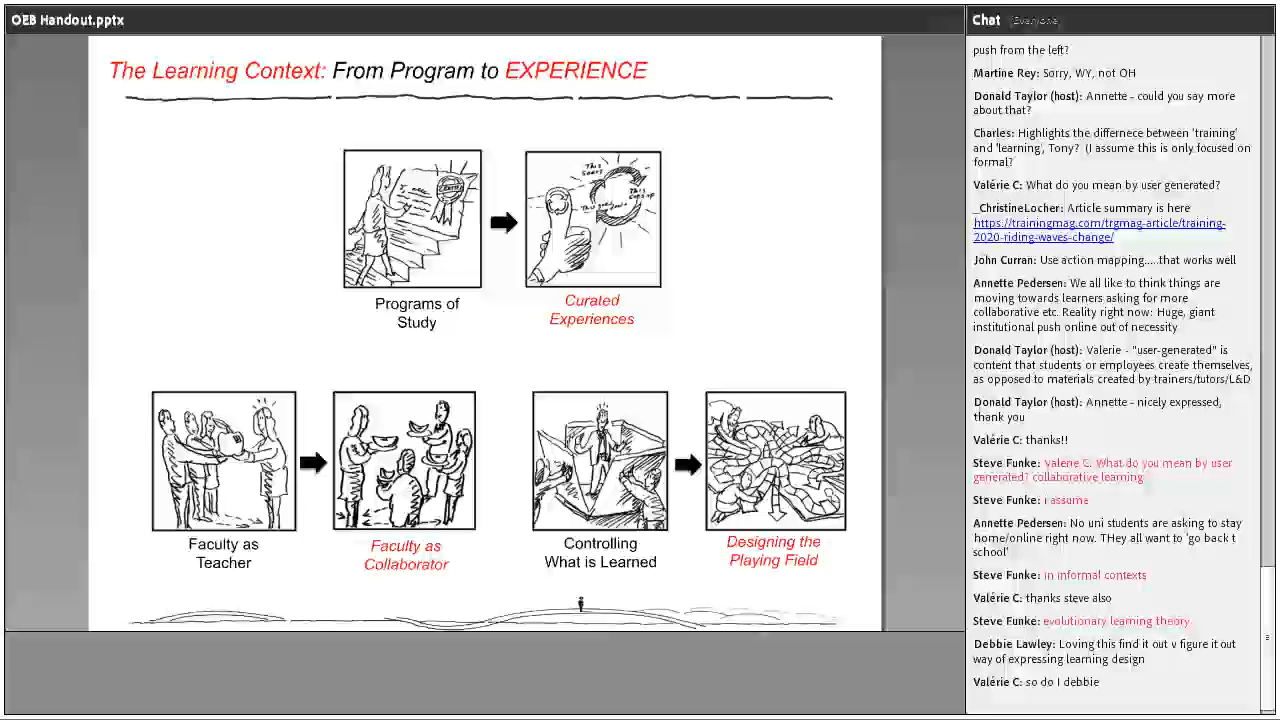 OEB Handout.pptx
The Learning Context: From Program to EXPERIENCE
Programs of
Study
Curated
Experiences
Faculty as
Teacher
Faculty as
Collaborator
Controlling
What is Learned
Designing the
Playing Field
Chat (Everyone)
push from the left?
Martine Rey: Sorry, WY, not OH
Donald Taylor (host): Annette - could you say more
about that?
Charles: Highlights the differnece between 'training'
and 'learning', Tony? (I assume this is only focused on
formal?
Valérie C: What do you mean by user generated?
_ChristineLocher: Article summary is here
https://trainingmag.com/trgmag-article/training-
2020-riding-waves-change/
John Curran: Use action mapping.....that works well
Annette Pedersen: We all like to think things are
moving towards learners asking for more
collaborative etc. Reality right now: Huge, giant
institutional push online out of necessity
Donald Taylor (host): Valerie - "user-generated" is
content that students or employees create themselves,
as opposed to materials created by trainers/tutors/L&D
Donald Taylor (host): Annette - nicely expressed,
thank you
Valérie C: thanks!!
Steve Funke: Valerie C. What do you mean by user
generated? collaborative learning
Steve Funke: I assume
Annette Pedersen: No uni students are asking to stay
home/online right now. THey all want to 'go back t
school'
Steve Funke: in informal contexts
Valérie C: thanks steve also
Steve Funke: evolutionary learning theory
Debbie Lawley: Loving this find it out v figure it out
way of expressing learning design
Valérie C: so do I debbie